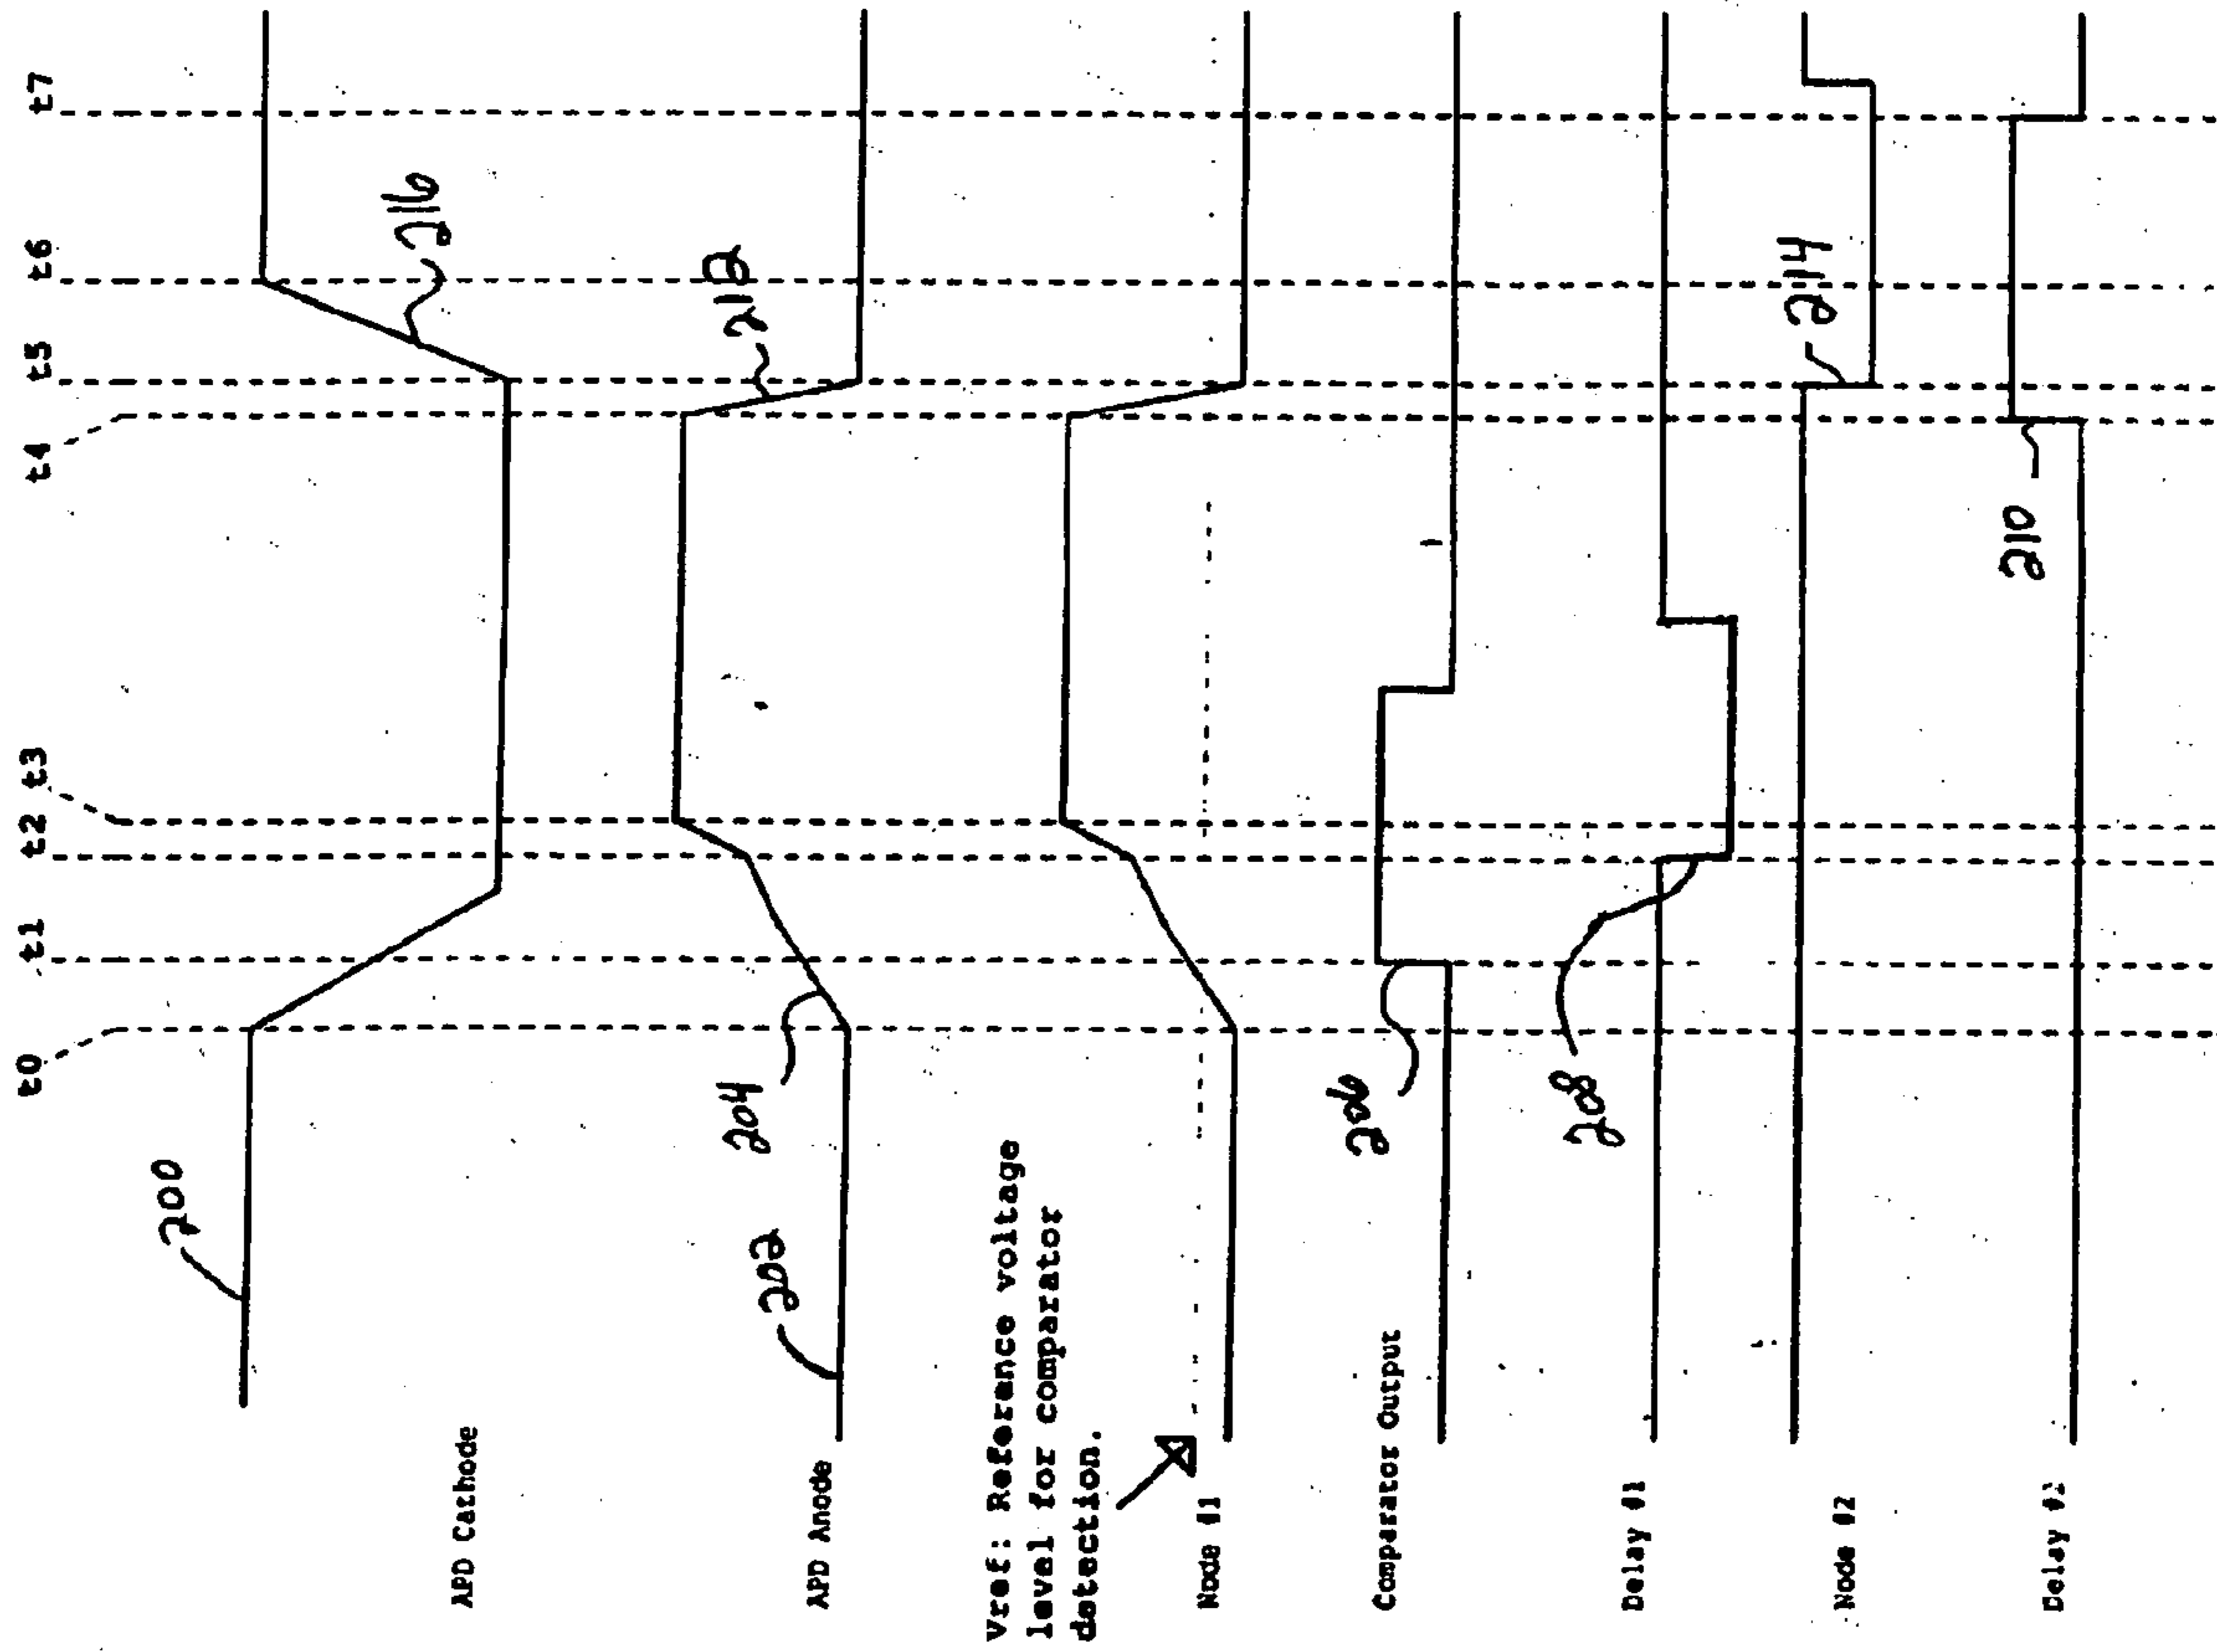 t0
t1
t2
t3
t4
t5
t6
t7
200
216
APD Cathode
202
204
212
APD Anode
Vref: Reference voltage
level for comparator
detection.
Node #1
206
Comparator Output
208
Delay #1
214
Node #2
210
Delay #2